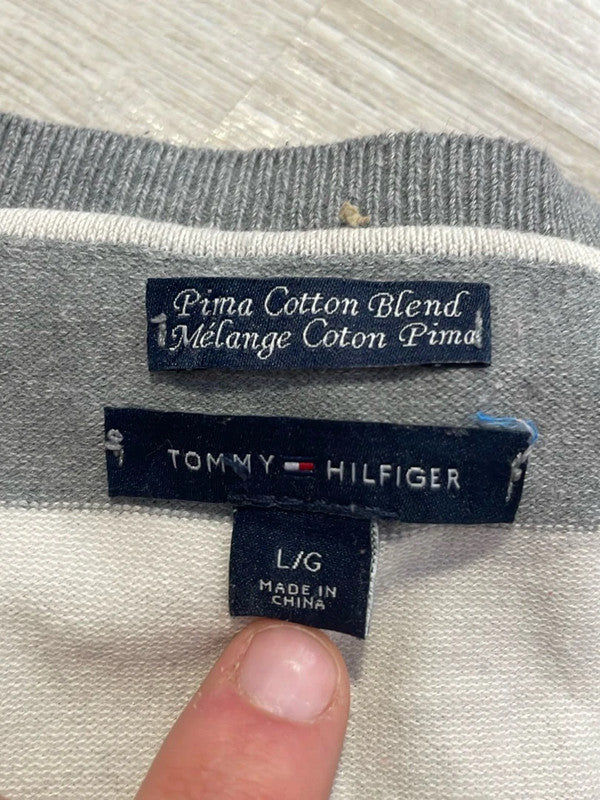 Pima Cotton Blend
Mélange Coton Pima
TOMMY HILFIGER
L/G
MADE IN
CHINA